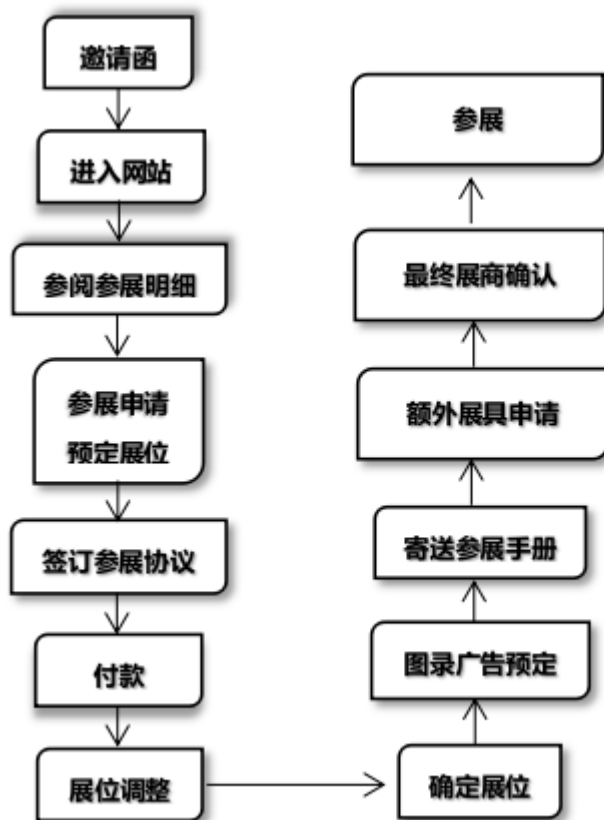 邀请函
进入网站
参阅参展明细
参展申请
预定展位
签订参展协议
付款
展位调整
确定展位
图录广告预定
寄送参展手册
额外展具申请
最终展商确认
参展